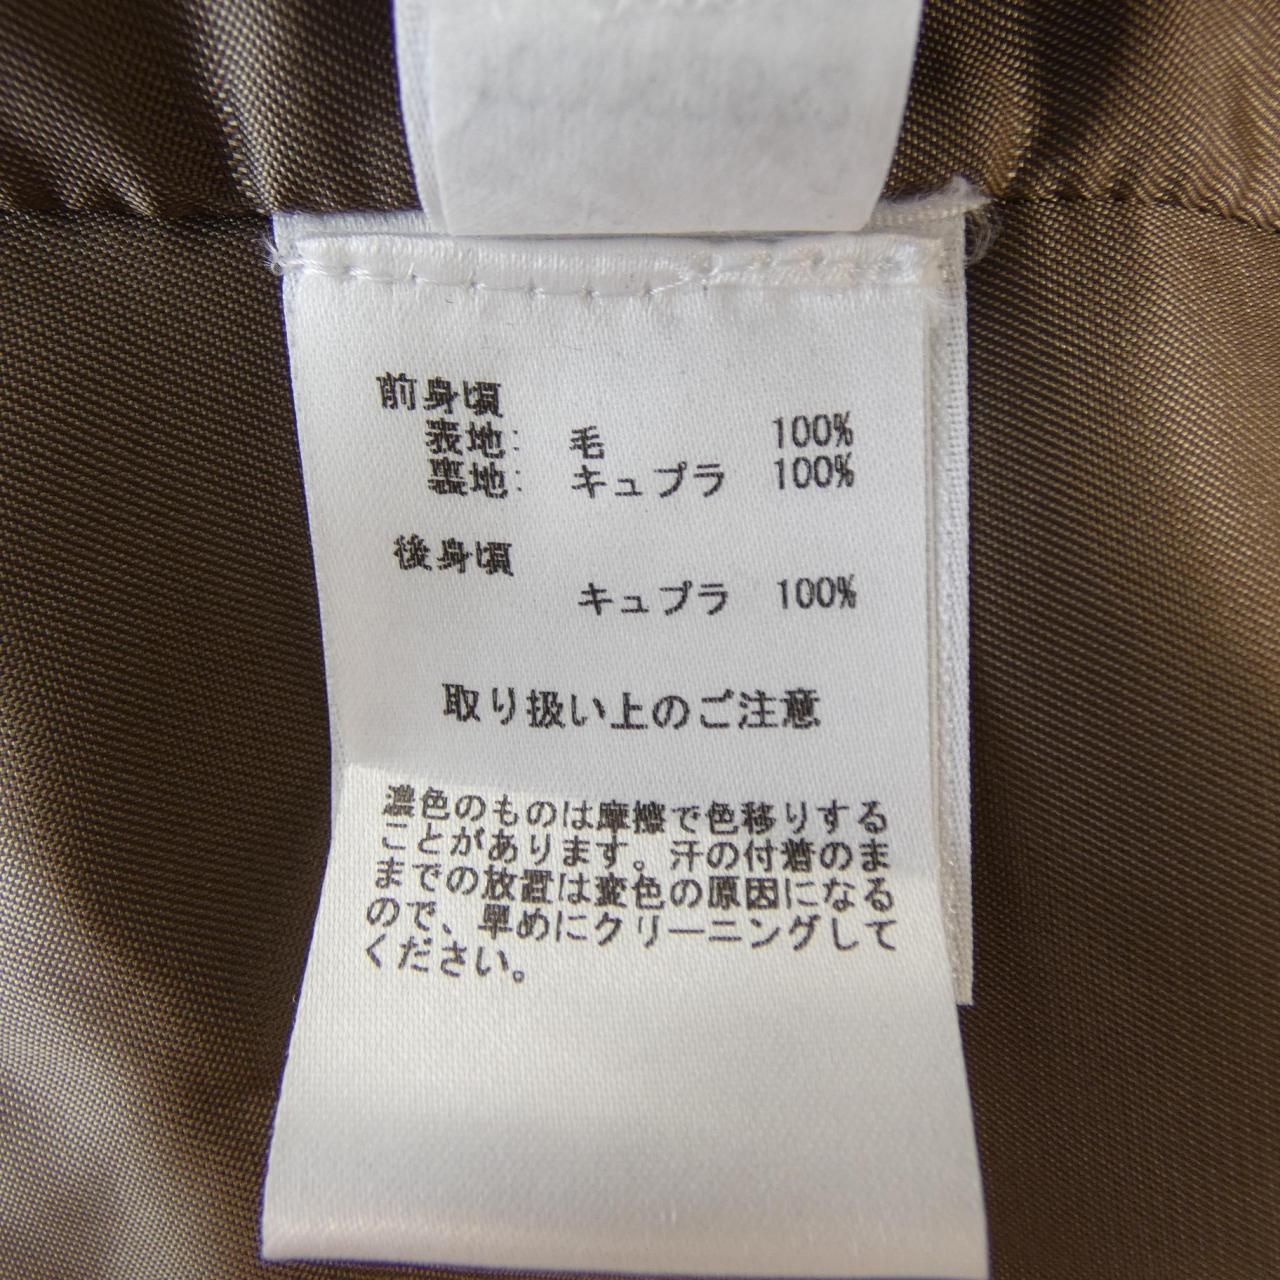 前身頃
表地: 毛 100%
裏地: キュプラ 100%
後身頃
キュプラ 100%
取り扱い上のご注意
濃色のものは摩擦で色移りする
ことがあります。汗の付着のま
までの放置は変色の原因になる
ので、早めにクリーニングして
ください。